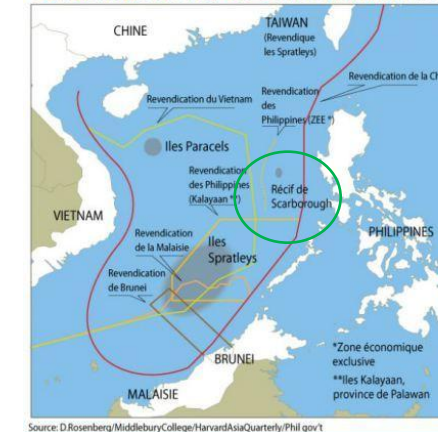 CHINE
TAIWAN
(Revendique
les Spratleys)
Revendication de la Ch
Revendication du Vietnam
Revendication
des
Philippines (ZEE *)
Iles Paracels
Revendication
des Philippines
(Kalayaan **)
Récif de
Scarborough
VIETNAM
PHILIPPINES
Revendication
de la Malaisie
Iles
Spratleys
Revendication
de Brunei
BRUNEI
MALAISIE
*Zone économique
exclusive
**Iles Kalayaan,
province de Palawan
Source: D.Rosenberg/MiddleburyCollege/HarvardAsiaQuarterly/Phil gov't